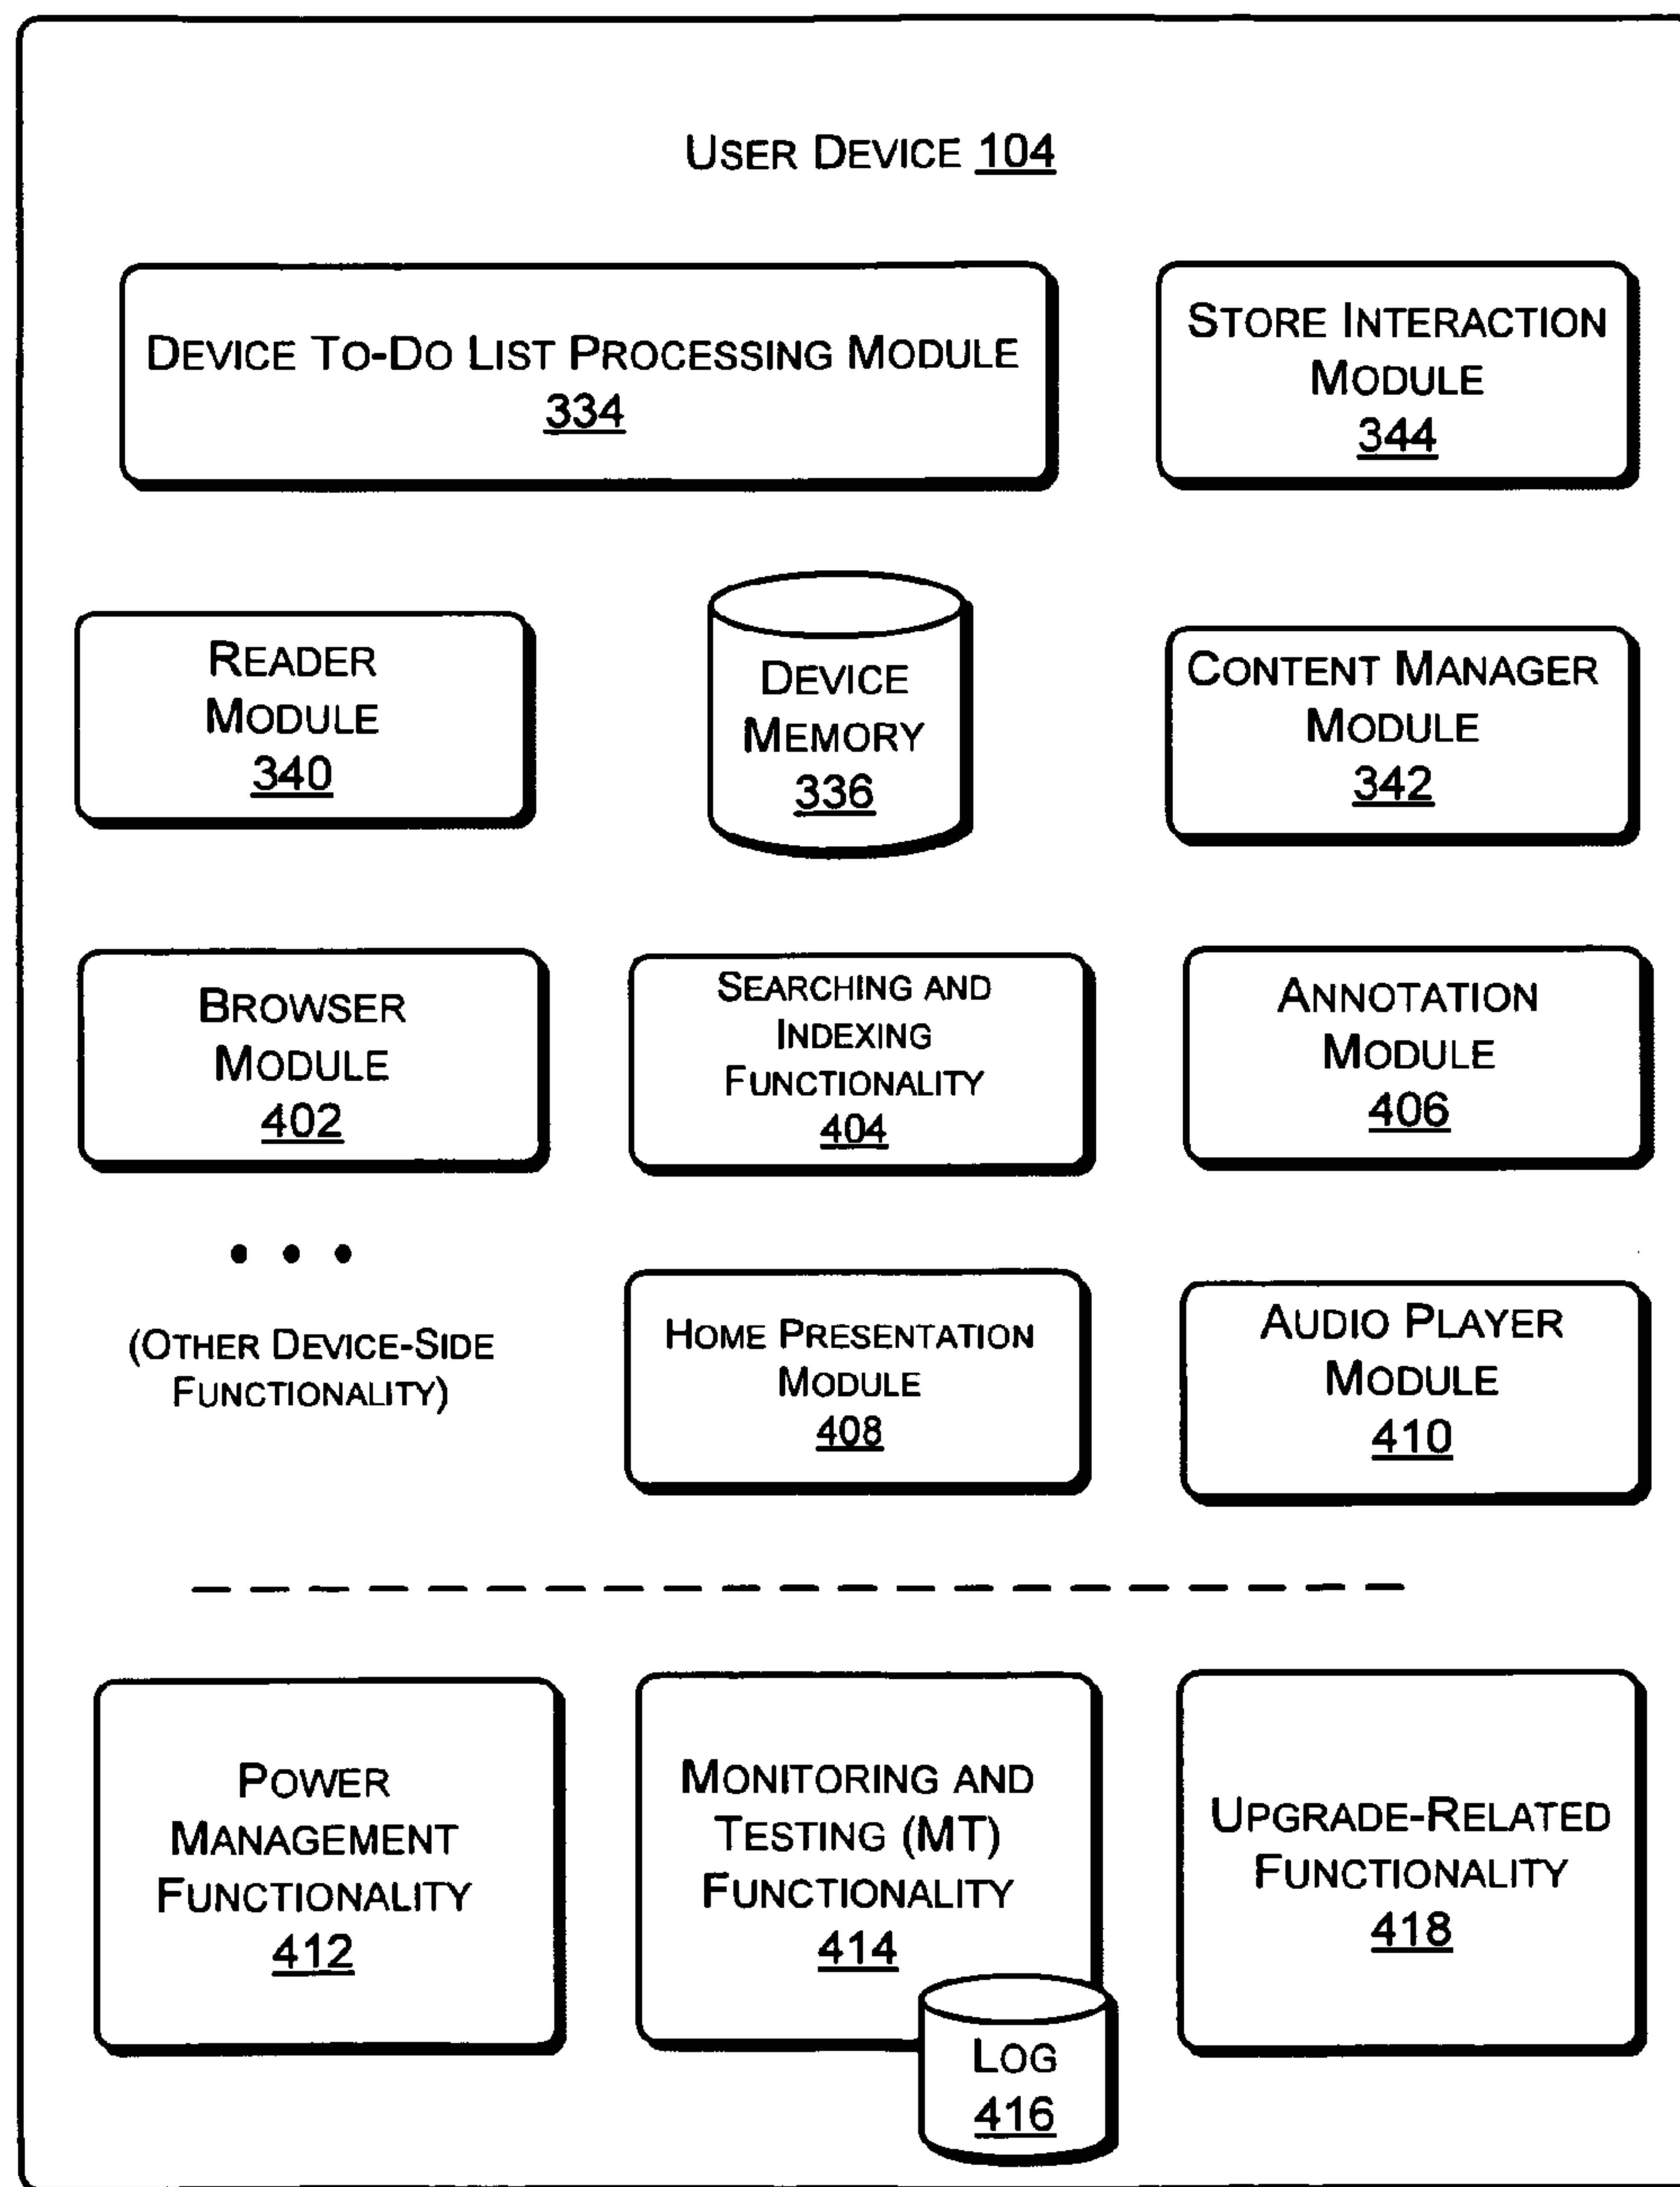 USER DEVICE 104
DEVICE TO-DO LIST PROCESSING MODULE
334
STORE INTERACTION
MODULE
344
READER
MODULE
340
DEVICE
MEMORY
336
CONTENT MANAGER
MODULE
342
BROWSER
MODULE
402
SEARCHING AND
INDEXING
FUNCTIONALITY
404
ANNOTATION
MODULE
406
• • •
(OTHER DEVICE-SIDE
FUNCTIONALITY)
HOME PRESENTATION
MODULE
408
AUDIO PLAYER
MODULE
410
POWER
MANAGEMENT
FUNCTIONALITY
412
MONITORING AND
TESTING (MT)
FUNCTIONALITY
414
LOG
416
UPGRADE-RELATED
FUNCTIONALITY
418